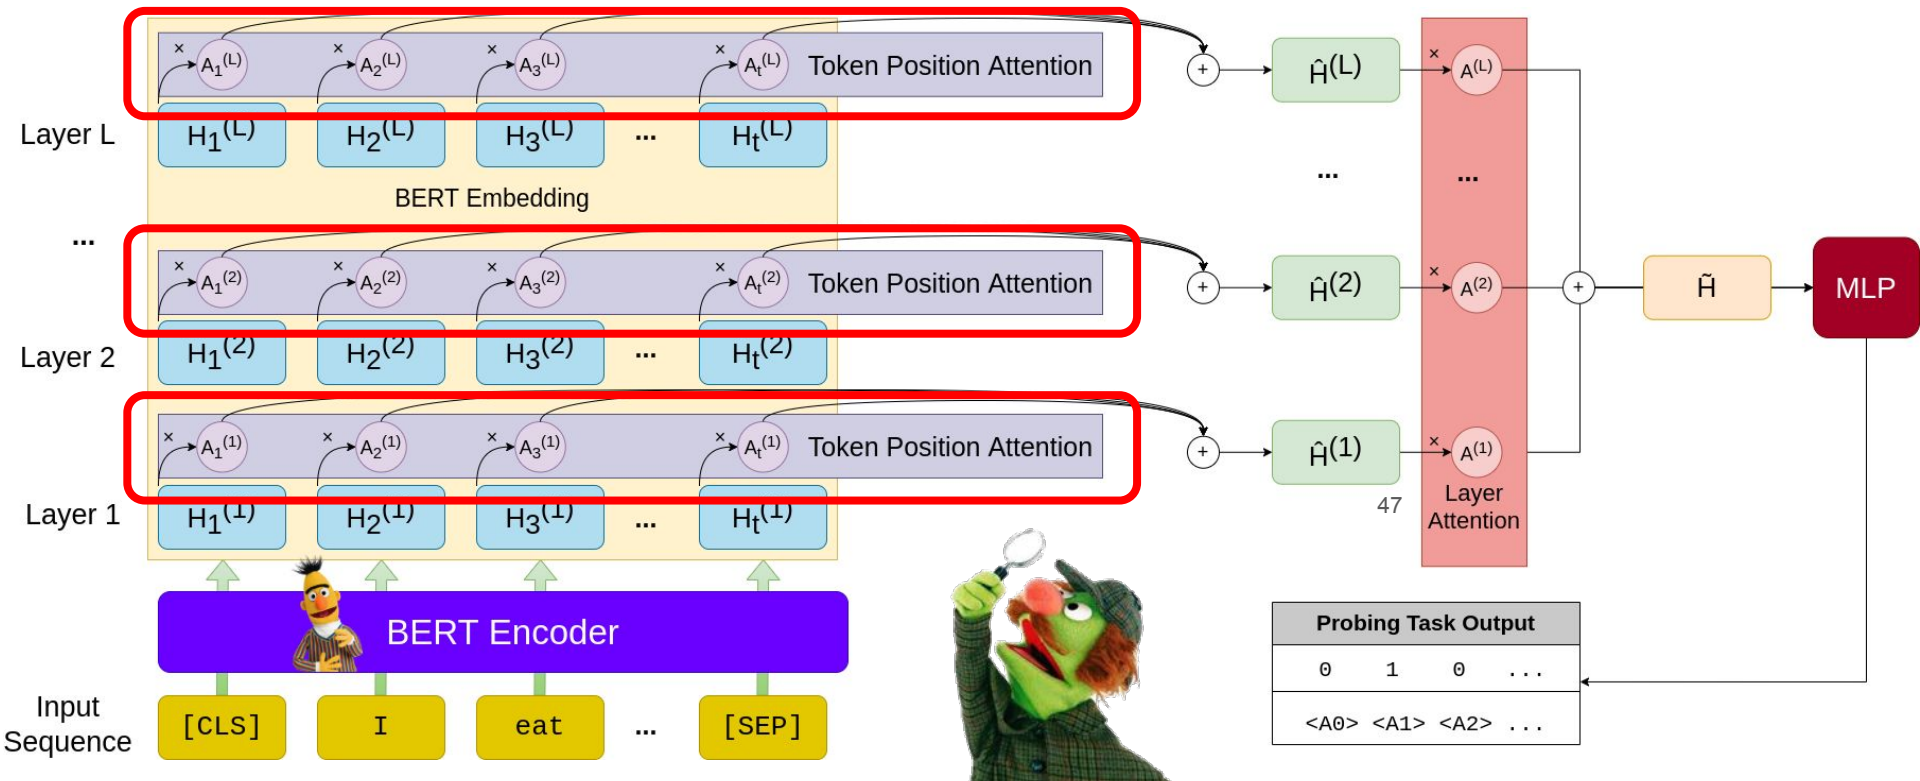 × A₁⁽ᴸ⁾ × A₂⁽ᴸ⁾ × A₃⁽ᴸ⁾ × Aₜ⁽ᴸ⁾ Token Position Attention + Ĥ(L) × A⁽ᴸ⁾
Layer L H₁(L) H₂(L) H₃(L) ... Hₜ(L)
... ...
BERT Embedding
...
× A₁⁽²⁾ × A₂⁽²⁾ × A₃⁽²⁾ × Aₜ⁽²⁾ Token Position Attention + Ĥ(2) × A⁽²⁾ + H̃ MLP
Layer 2 H₁(2) H₂(2) H₃(2) ... Hₜ(2)
× A₁⁽¹⁾ × A₂⁽¹⁾ × A₃⁽¹⁾ × Aₜ⁽¹⁾ Token Position Attention + Ĥ(1) × A⁽¹⁾
Layer 1 H₁(1) H₂(1) H₃(1) ... Hₜ(1)
47
Layer
Attention
BERT Encoder
Input
Sequence
[CLS] I eat ... [SEP]
Probing Task Output
0 1 0 ...
<A0> <A1> <A2> ...